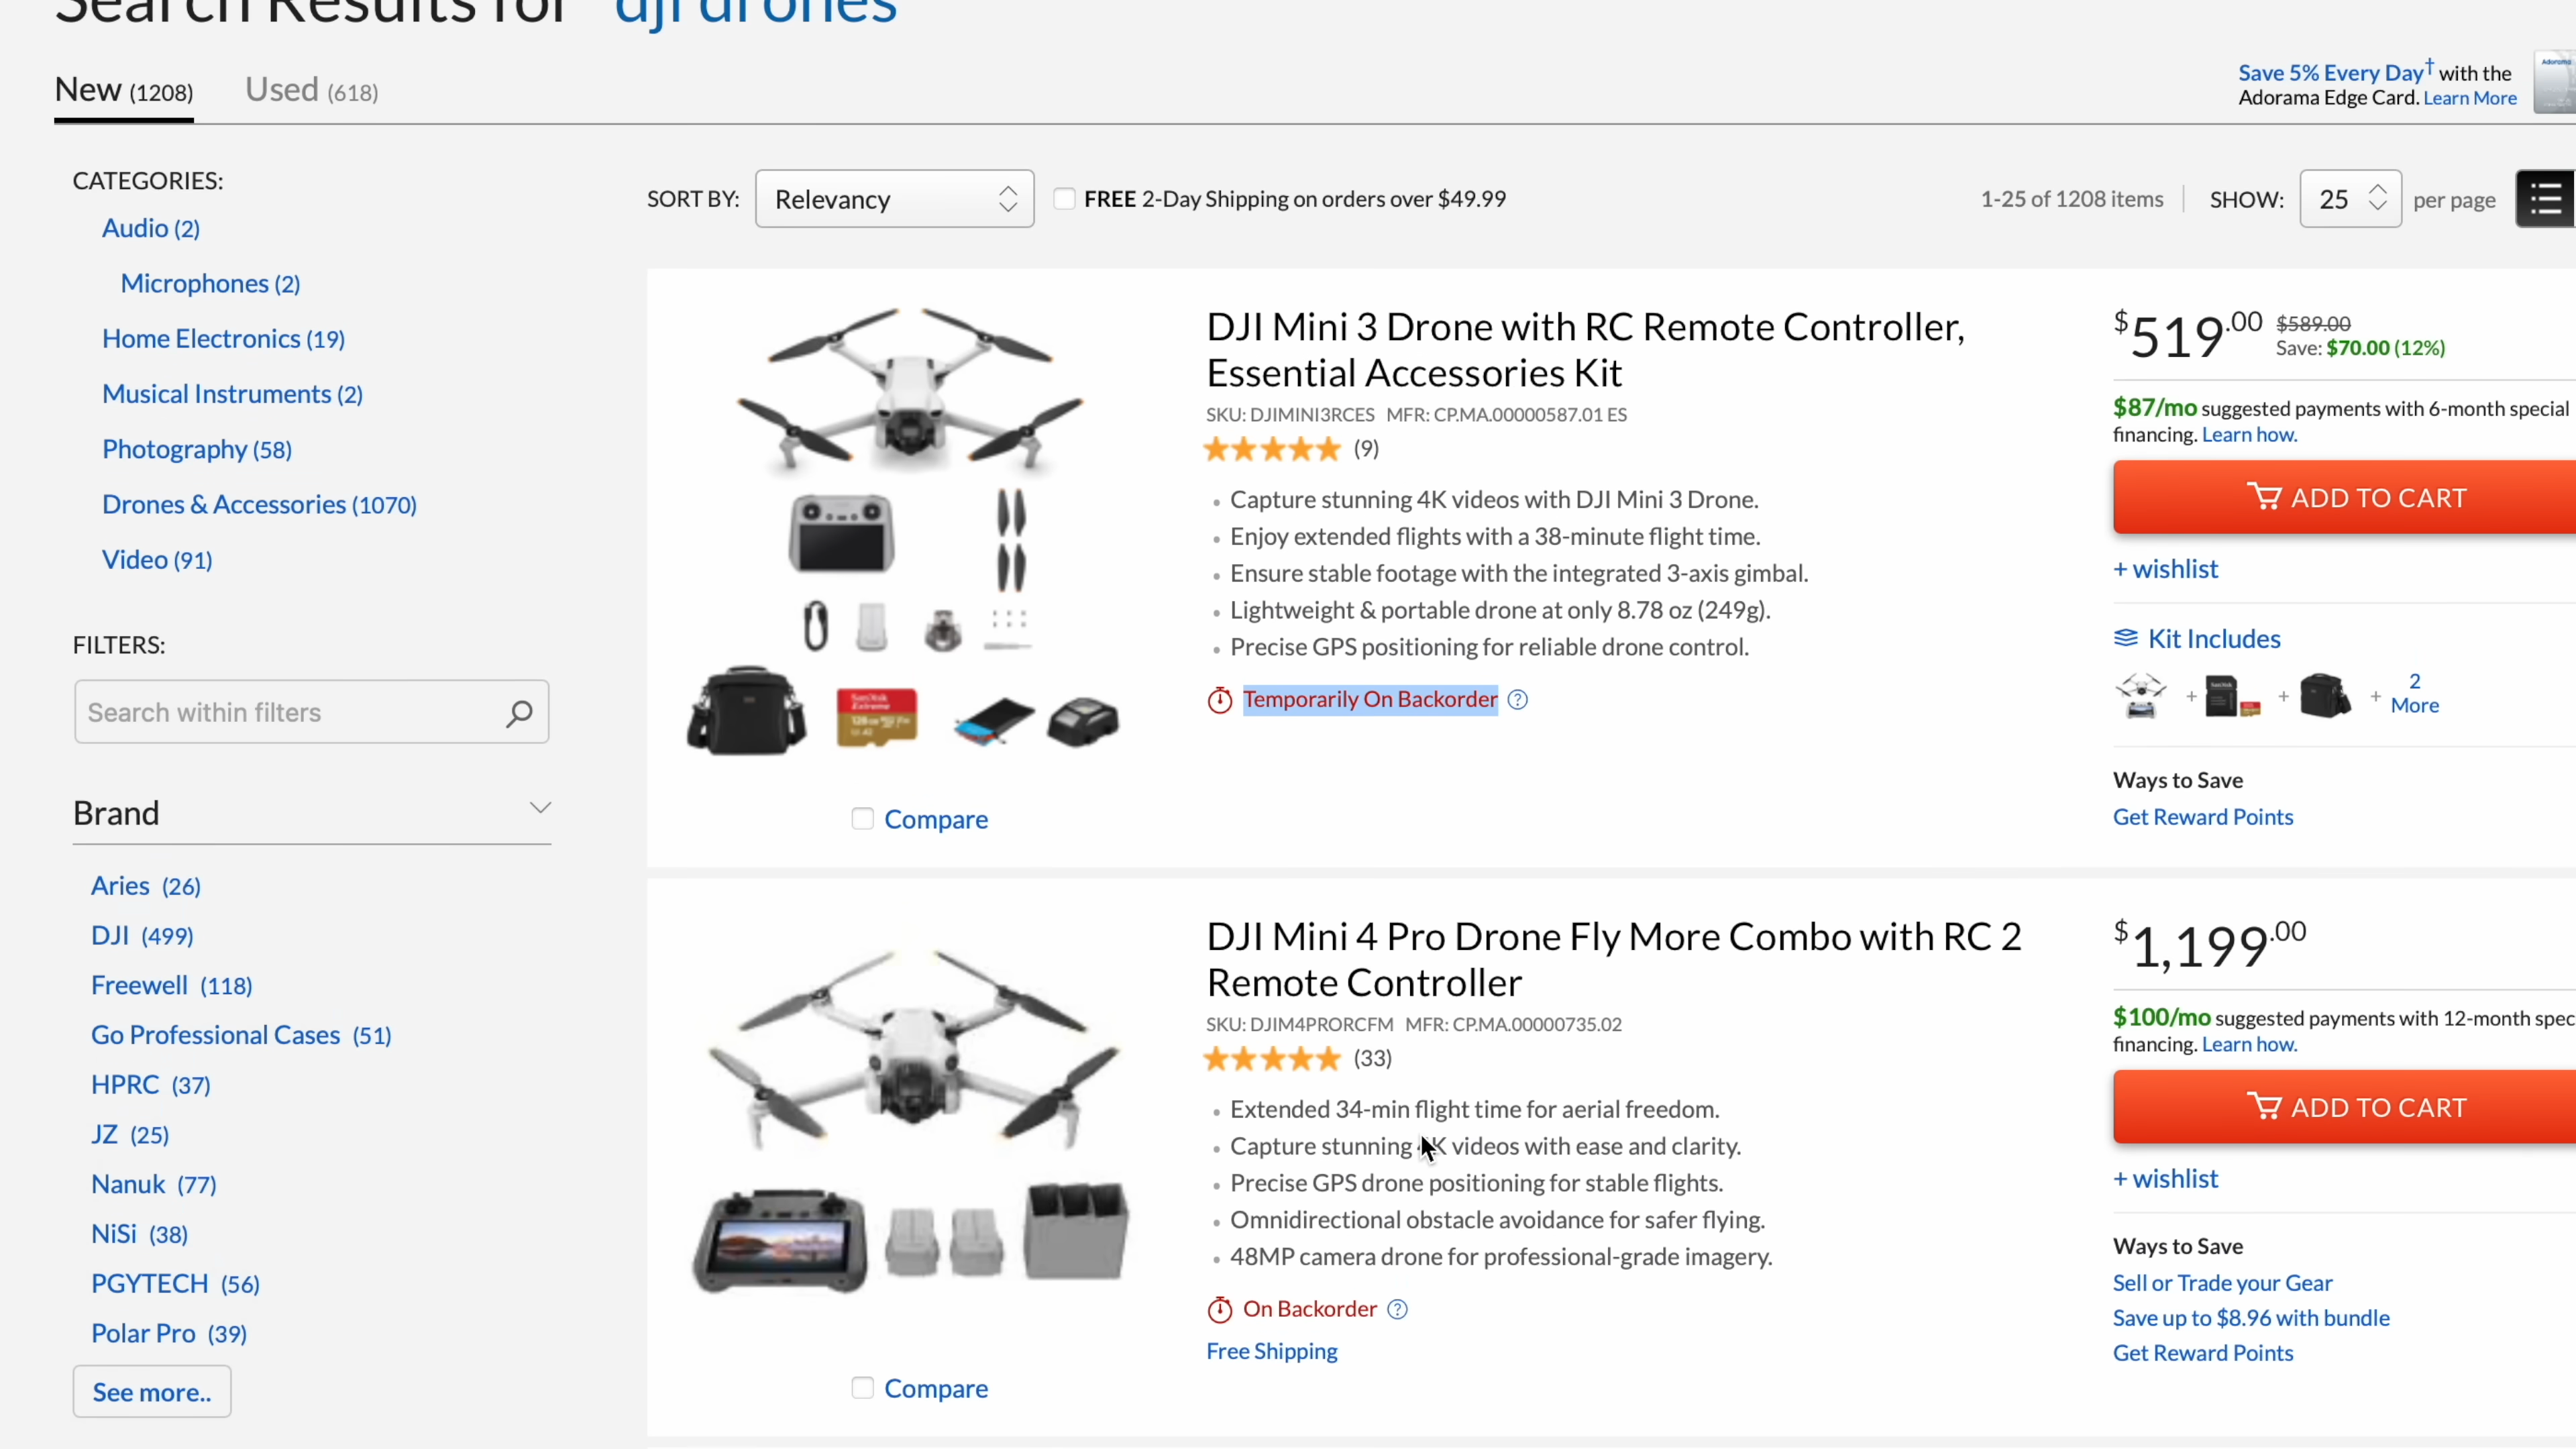 Search Results for "dji drones
New (1208) Used (618)
Save 5% Every Day† with the
Adorama Edge Card. Learn More
Adorama
CATEGORIES:
Audio (2)
Microphones (2)
Home Electronics (19)
Musical Instruments (2)
Photography (58)
Drones & Accessories (1070)
Video (91)
FILTERS:
Search within filters
Brand
Aries (26)
DJI (499)
Freewell (118)
Go Professional Cases (51)
HPRC (37)
JZ (25)
Nanuk (77)
NiSi (38)
PGYTECH (56)
Polar Pro (39)
See more..
SORT BY: Relevancy FREE 2-Day Shipping on orders over $49.99
1-25 of 1208 items SHOW: 25 per page
DJI Mini 3 Drone with RC Remote Controller,
Essential Accessories Kit
SKU: DJIMINI3RCES MFR: CP.MA.00000587.01 ES
(9)
• Capture stunning 4K videos with DJI Mini 3 Drone.
• Enjoy extended flights with a 38-minute flight time.
• Ensure stable footage with the integrated 3-axis gimbal.
• Lightweight & portable drone at only 8.78 oz (249g).
• Precise GPS positioning for reliable drone control.
Temporarily On Backorder ?
SanDisk
Extreme
Compare
$519.00 $589.00
Save: $70.00 (12%)
$87/mo suggested payments with 6-month special
financing. Learn how.
ADD TO CART
+ wishlist
Kit Includes
+ + + 2
More
Ways to Save
Get Reward Points
DJI Mini 4 Pro Drone Fly More Combo with RC 2
Remote Controller
SKU: DJIM4PRORCFM MFR: CP.MA.00000735.02
(33)
• Extended 34-min flight time for aerial freedom.
• Capture stunning 4K videos with ease and clarity.
• Precise GPS drone positioning for stable flights.
• Omnidirectional obstacle avoidance for safer flying.
• 48MP camera drone for professional-grade imagery.
On Backorder ?
Free Shipping
Compare
$1,199.00
$100/mo suggested payments with 12-month spec
financing. Learn how.
ADD TO CART
+ wishlist
Ways to Save
Sell or Trade your Gear
Save up to $8.96 with bundle
Get Reward Points